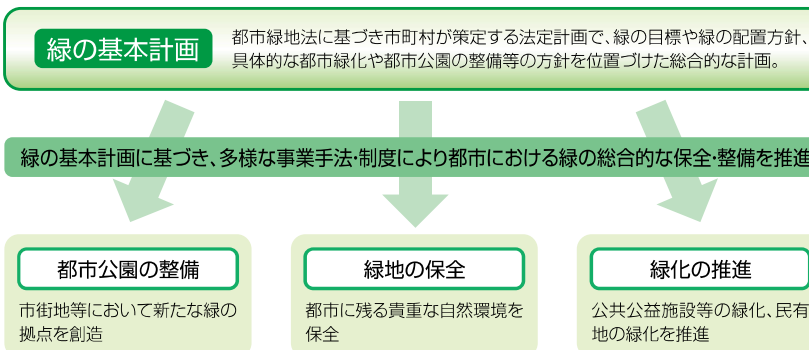 緑の基本計画
都市緑地法に基づき市町村が策定する法定計画で、緑の目標や緑の配置方針、
具体的な都市緑化や都市公園の整備等の方針を位置づけた総合的な計画。
緑の基本計画に基づき、多様な事業手法・制度により都市における緑の総合的な保全・整備を推進
都市公園の整備
市街地等において新たな緑の
拠点を創造
緑地の保全
都市に残る貴重な自然環境を
保全
緑化の推進
公共公益施設等の緑化、民有
地の緑化を推進